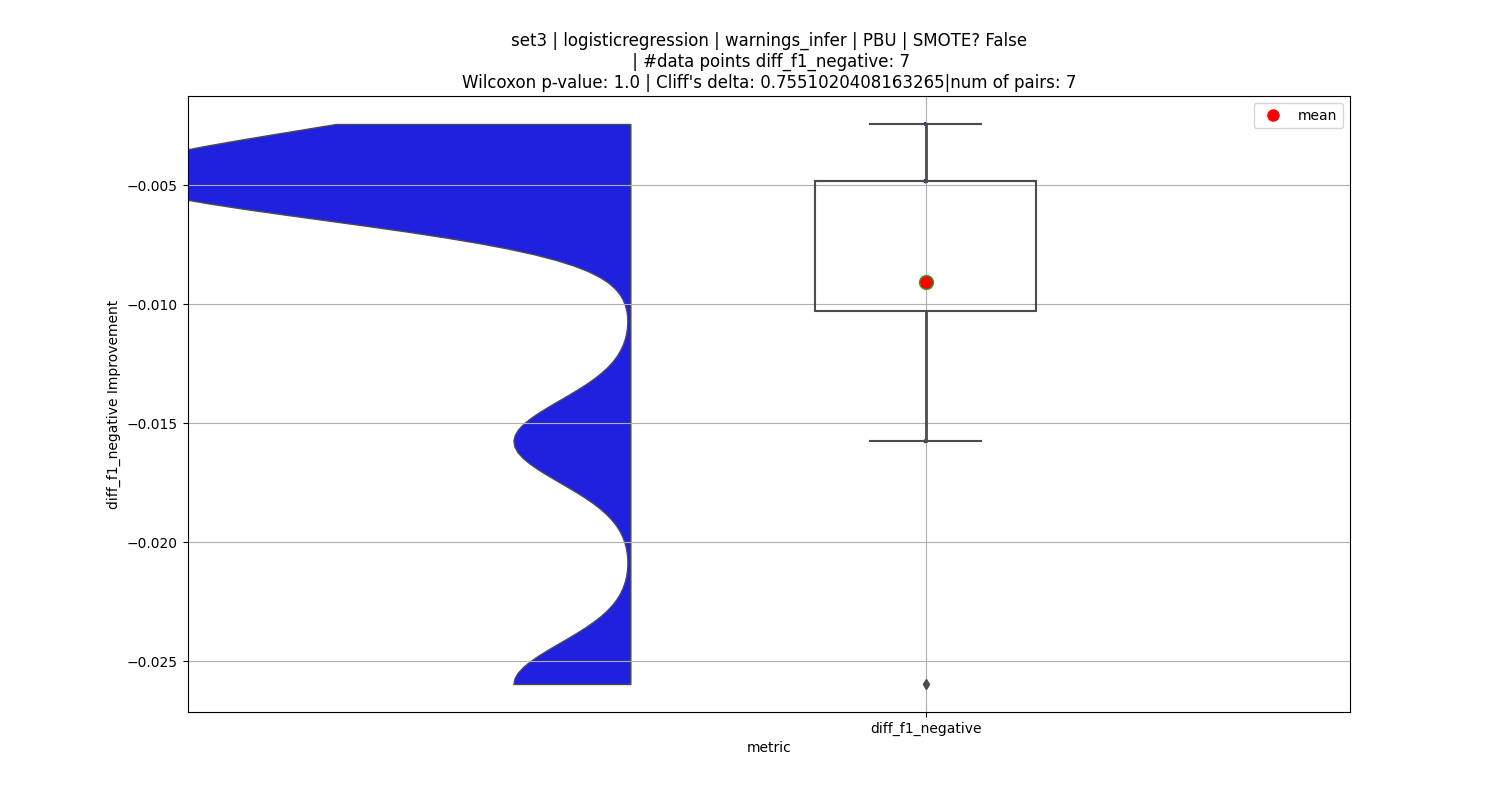 set3 | logisticregression | warnings_infer | PBU | SMOTE? False
| #data points diff_f1_negative: 7
Wilcoxon p-value: 1.0 | Cliff's delta: 0.7551020408163265|num of pairs: 7
mean
−0.005
−0.010
−0.015
−0.020
−0.025
diff_f1_negative Improvement
diff_f1_negative
metric